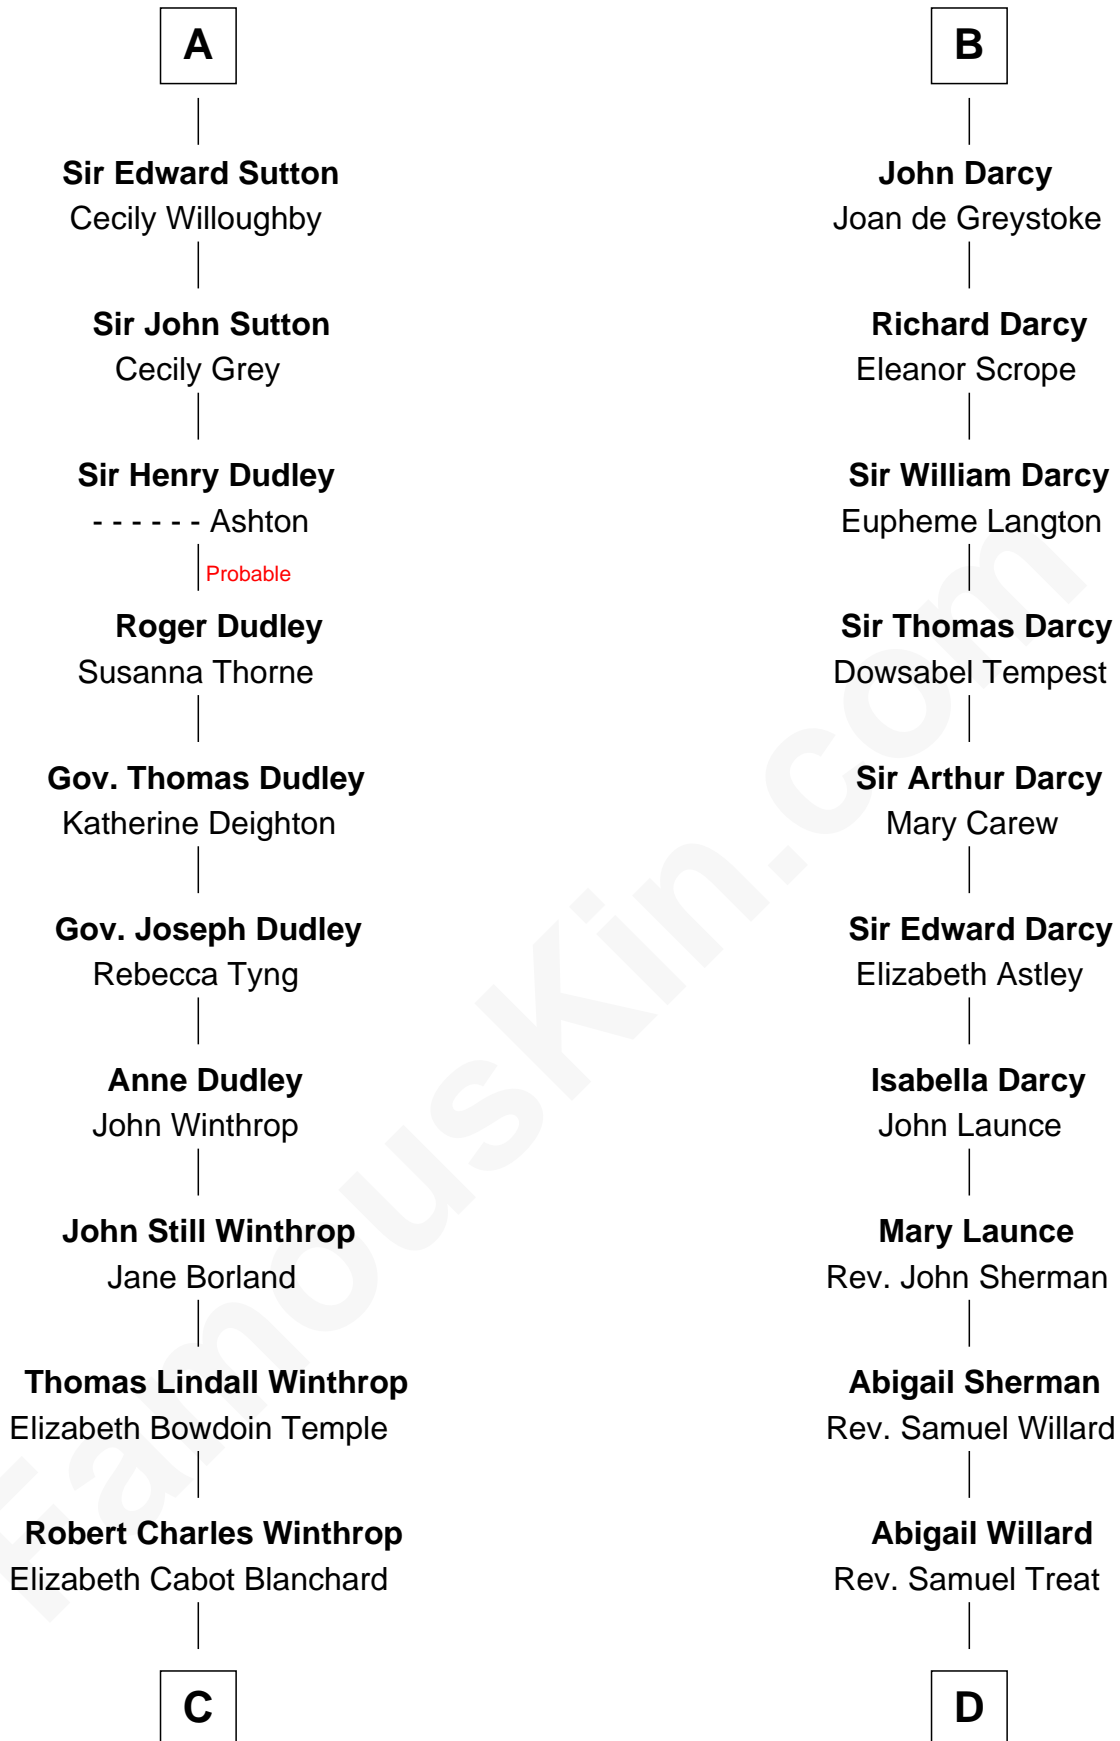 A
Sir Edward Sutton
Cecily Willoughby
Sir John Sutton
Cecily Grey
Sir Henry Dudley
- - - - - - Ashton
Probable
Roger Dudley
Susanna Thorne
Gov. Thomas Dudley
Katherine Deighton
Gov. Joseph Dudley
Rebecca Tyng
Anne Dudley
John Winthrop
John Still Winthrop
Jane Borland
Thomas Lindall Winthrop
Elizabeth Bowdoin Temple
Robert Charles Winthrop
Elizabeth Cabot Blanchard
C
B
John Darcy
Joan de Greystoke
Richard Darcy
Eleanor Scrope
Sir William Darcy
Eupheme Langton
Sir Thomas Darcy
Dowsabel Tempest
Sir Arthur Darcy
Mary Carew
Sir Edward Darcy
Elizabeth Astley
Isabella Darcy
John Launce
Mary Launce
Rev. John Sherman
Abigail Sherman
Rev. Samuel Willard
Abigail Willard
Rev. Samuel Treat
D
FamousKin.com